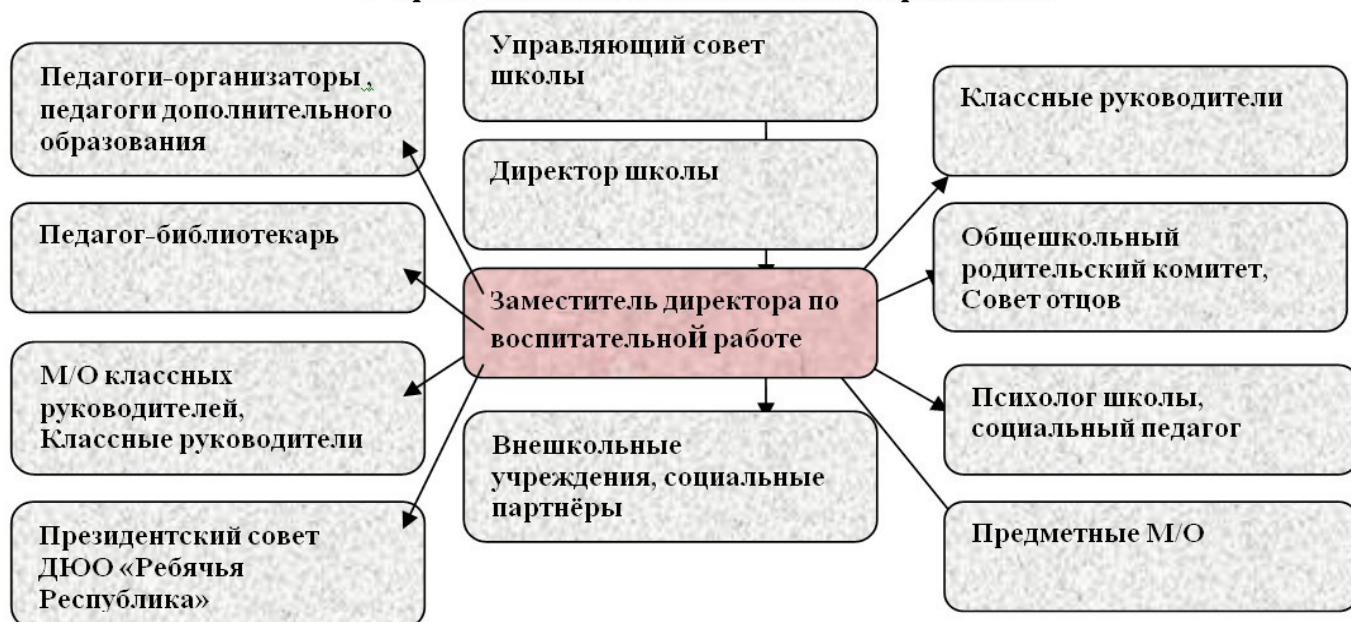 Педагоги-организаторы,
педагоги дополнительного
образования
Педагог-библиотекарь
М/О классных
руководителей,
Классные руководители
Президентский совет
ДЮО «Ребячья
Республика»
Управляющий совет
школы
Директор школы
Заместитель директора по
воспитательной работе
Внешкольные
учреждения, социальные
партнёры
Классные руководители
Общешкольный
родительский комитет,
Совет отцов
Психолог школы,
социальный педагог
Предметные М/О